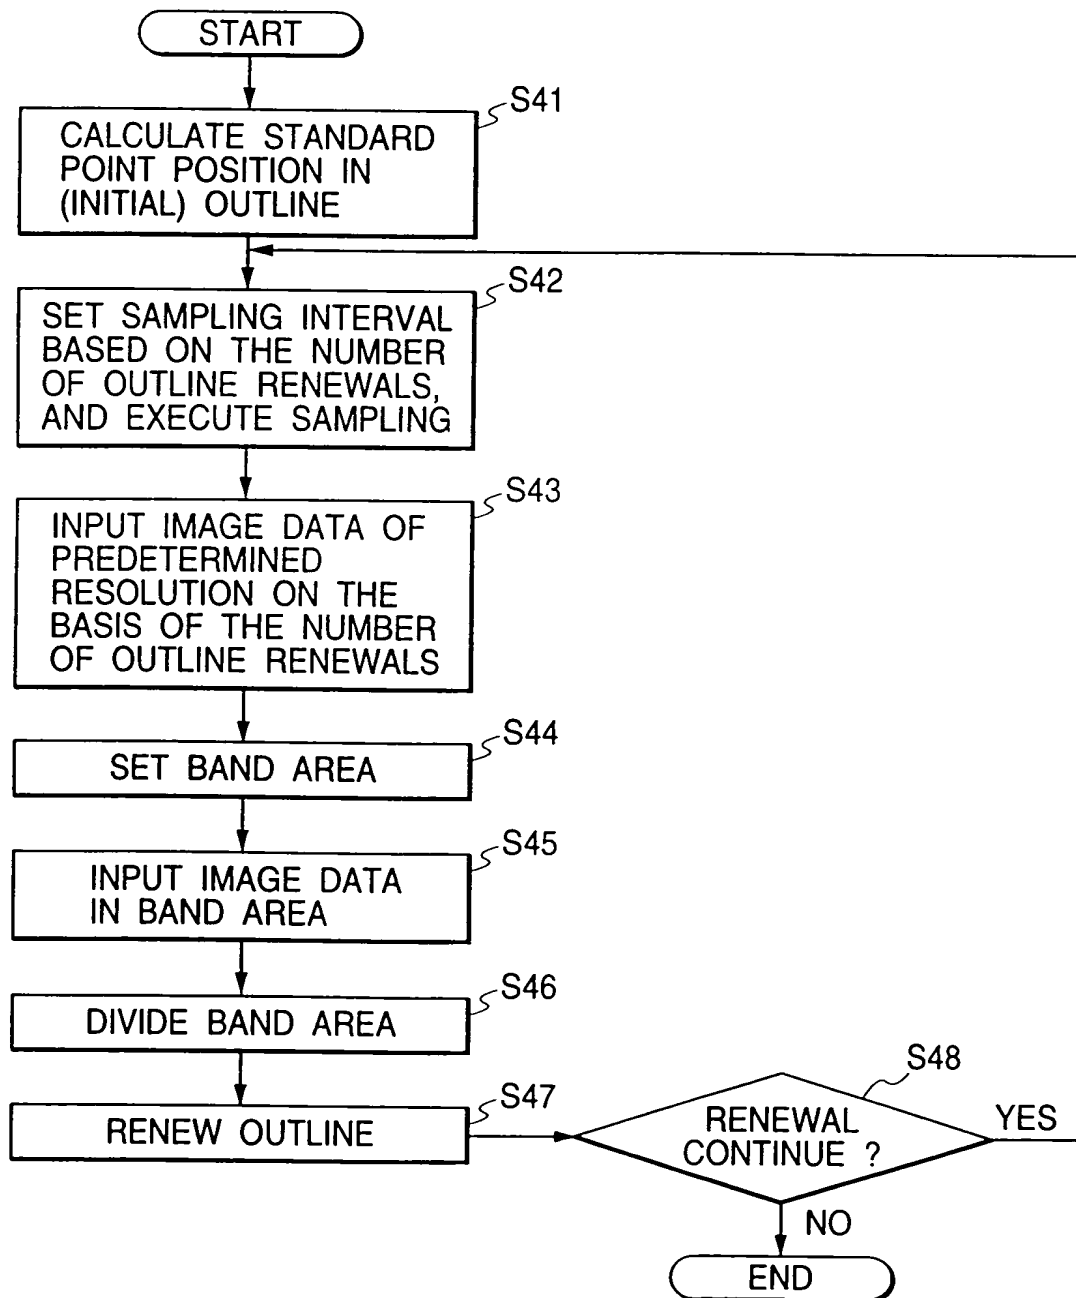 START
S41
CALCULATE STANDARD
POINT POSITION IN
(INITIAL) OUTLINE
S42
SET SAMPLING INTERVAL
BASED ON THE NUMBER
OF OUTLINE RENEWALS,
AND EXECUTE SAMPLING
S43
INPUT IMAGE DATA OF
PREDETERMINED
RESOLUTION ON THE
BASIS OF THE NUMBER
OF OUTLINE RENEWALS
S44
SET BAND AREA
S45
INPUT IMAGE DATA
IN BAND AREA
S46
DIVIDE BAND AREA
S47
RENEW OUTLINE
S48
RENEWAL
CONTINUE ?
YES
NO
END